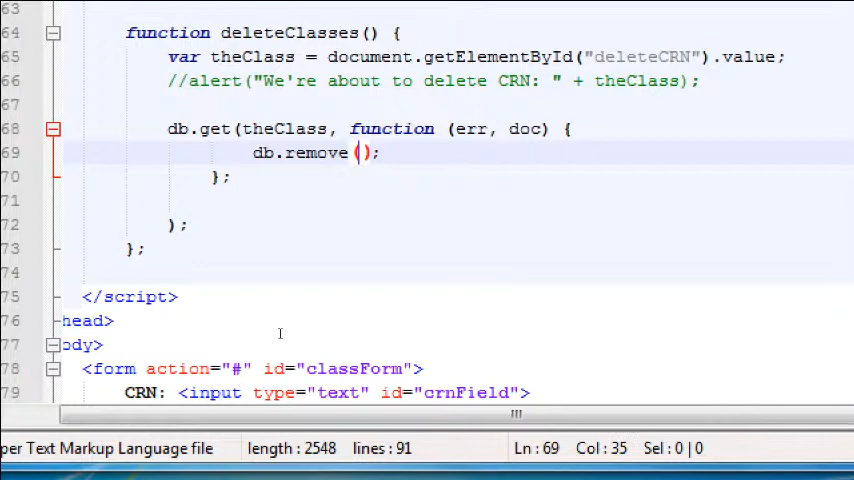 63
64 function deleteClasses() {
65 var theClass = document.getElementById("deleteCRN").value;
66 //alert("We're about to delete CRN: " + theClass);
67
68 db.get(theClass, function (err, doc) {
69 db.remove();
70 };
71
72 );
73 };
74
75 </script>
76 head>
77 ody>
78 <form action="#" id="classForm">
79 CRN: <input type="text" id="crnField">
per Text Markup Language file length : 2548 lines : 91 Ln : 69 Col : 35 Sel : 0 | 0